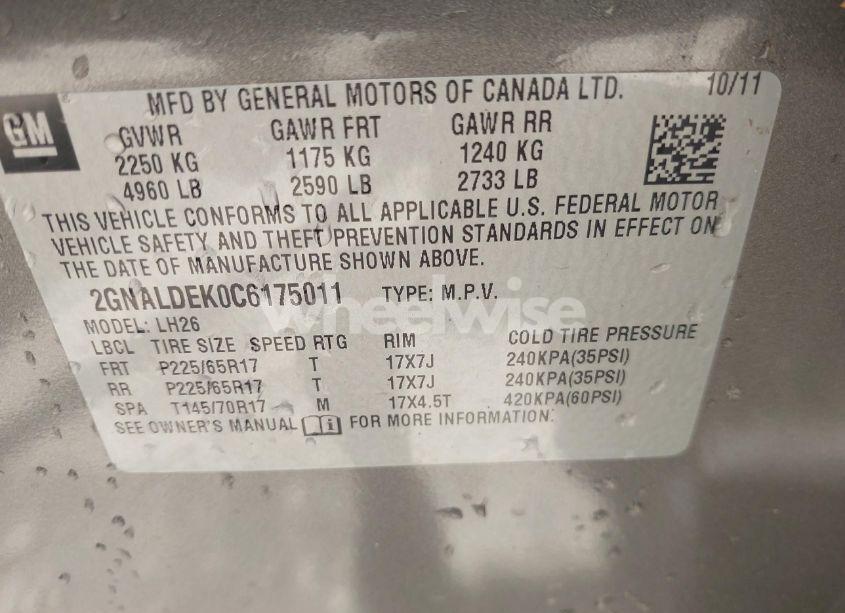 MFD BY GENERAL MOTORS OF CANADA LTD. 10/11
GM
GVWR GAWR FRT GAWR RR
2250 KG 1175 KG 1240 KG
4960 LB 2590 LB 2733 LB
THIS VEHICLE CONFORMS TO ALL APPLICABLE U.S. FEDERAL MOTOR
VEHICLE SAFETY AND THEFT PREVENTION STANDARDS IN EFFECT ON
THE DATE OF MANUFACTURE SHOWN ABOVE.
2GNALDEK0C6175011 TYPE: M.P.V.
Wheelwise
MODEL: LH26
LBCL TIRE SIZE SPEED RTG RIM COLD TIRE PRESSURE
FRT P225/65R17 T 17X7J 240KPA(35PSI)
RR P225/65R17 T 17X7J 240KPA(35PSI)
SPA T145/70R17 M 17X4.5T 420KPA(60PSI)
SEE OWNER'S MANUAL i FOR MORE INFORMATION.